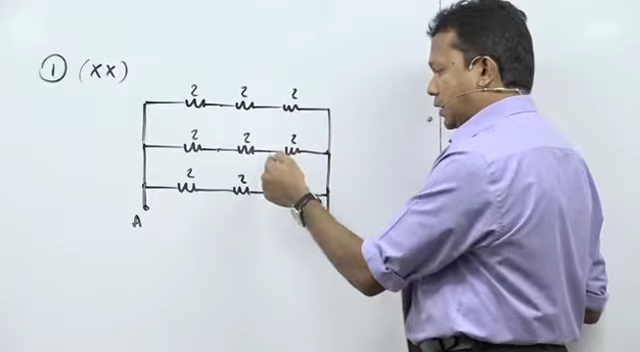 ① (xx)
2 2 2
2 2 2
2 2
A